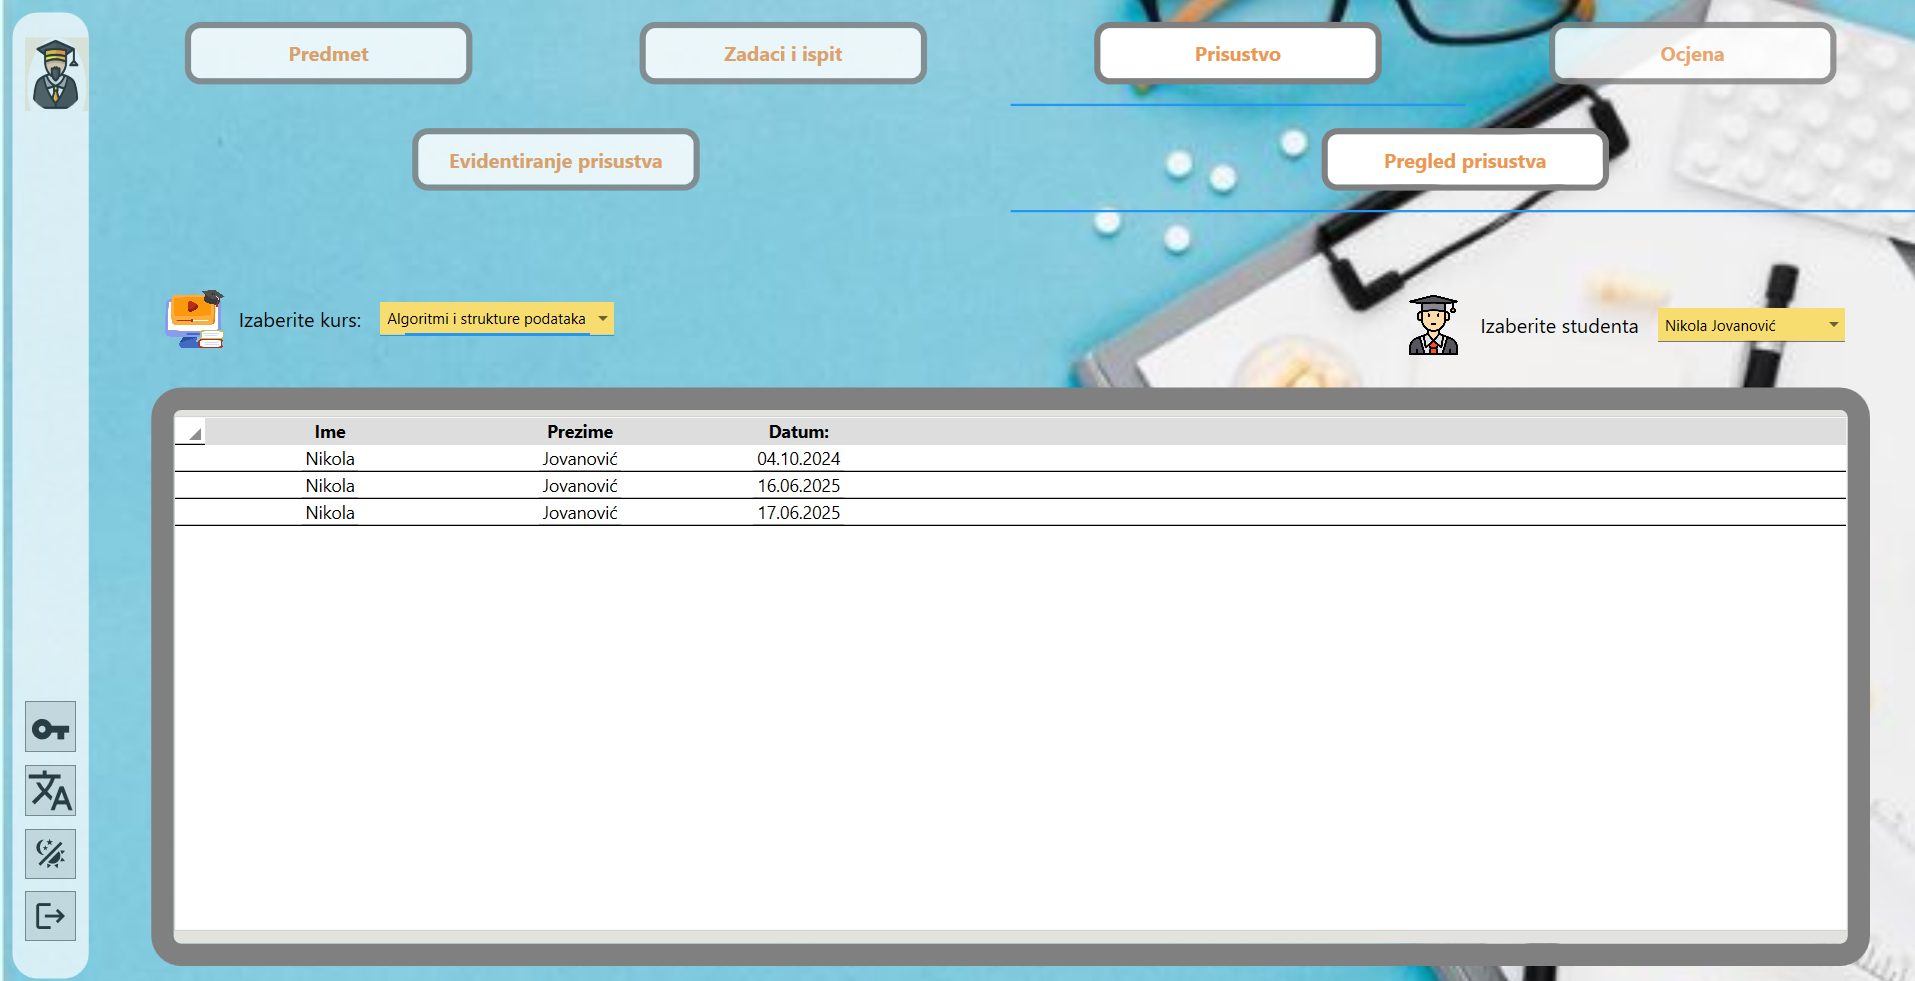 Predmet
Zadaci i ispit
Prisustvo
Ocjena
Evidentiranje prisustva
Pregled prisustva
Izaberite kurs: Algoritmi i strukture podataka
Izaberite studenta Nikola Jovanović
Ime Prezime Datum:
Nikola Jovanović 04.10.2024
Nikola Jovanović 16.06.2025
Nikola Jovanović 17.06.2025